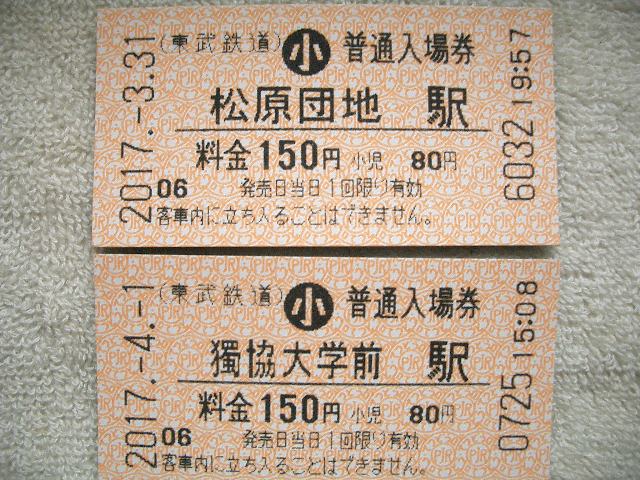 2017.-3.31
(東武鉄道) 小 普通入場券
松原団地 駅
料金150円 小児 80円
06 発売日当日1回限り有効
客車内に立ち入ることはできません。
6032 19:57
2017.-4.-1
(東武鉄道) 小 普通入場券
獨協大学前 駅
料金150円 小児 80円
06 発売日当日1回限り有効
客車内に立ち入ることはできません。
0725 15:08